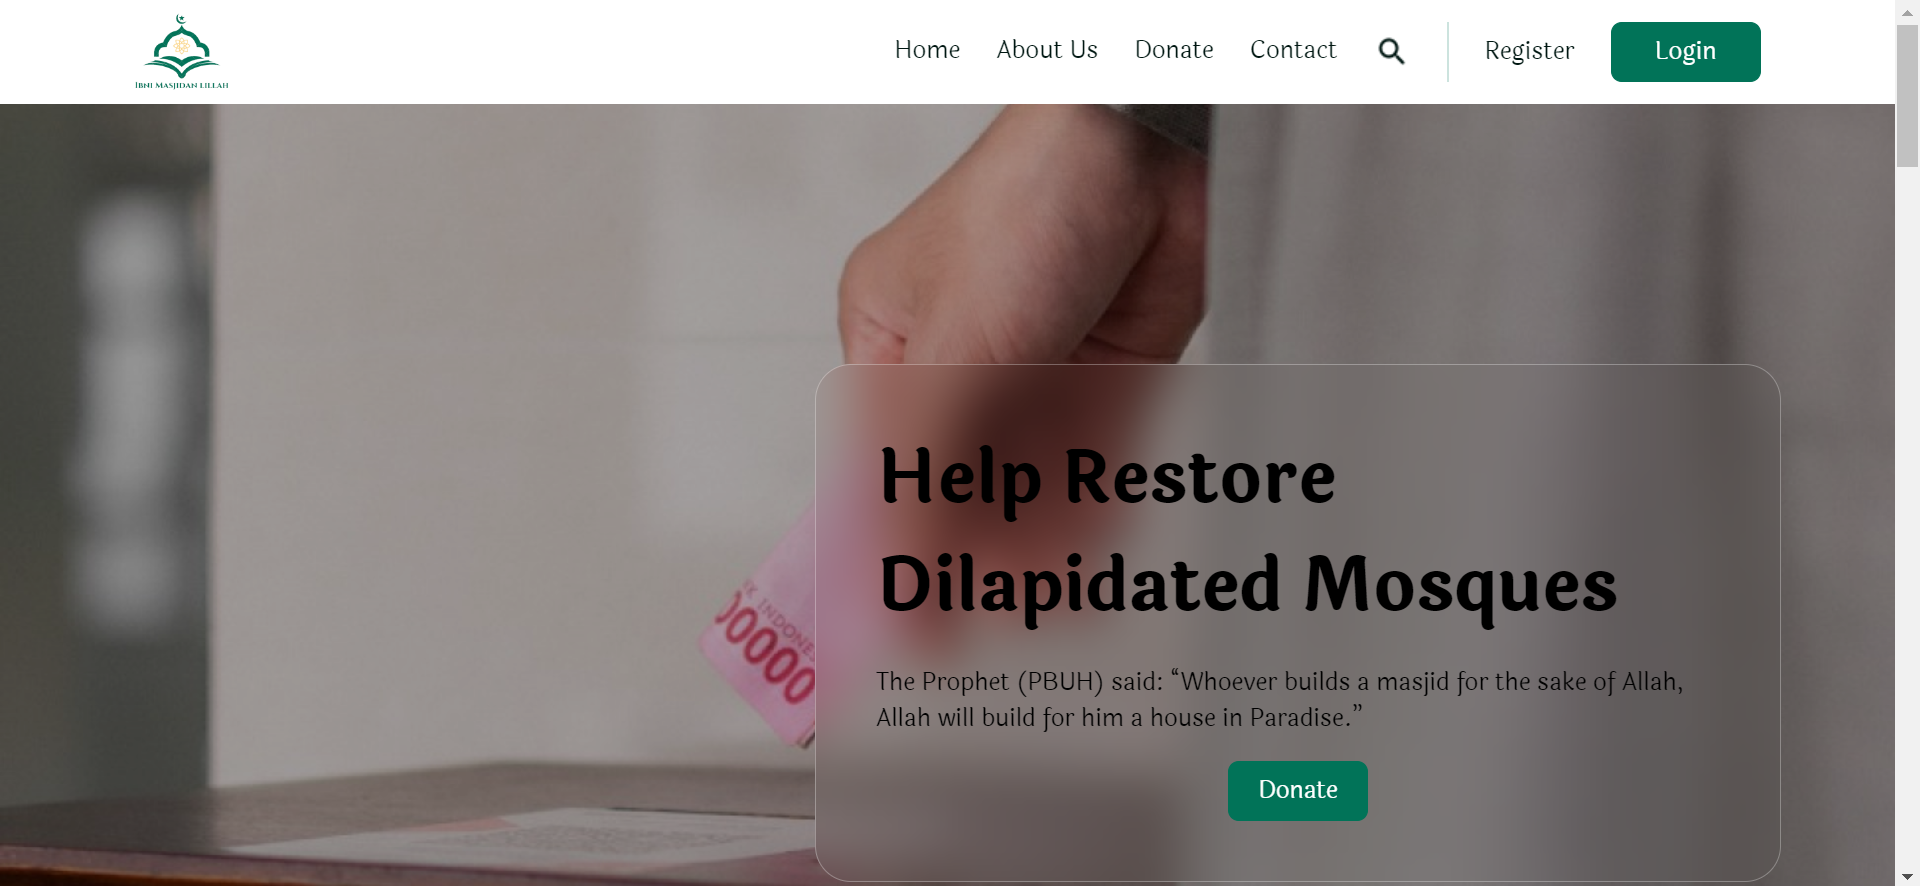 IBNI MASJIDAN LILLAH
Home About Us Donate Contact Register Login
Help Restore
Dilapidated Mosques
The Prophet (PBUH) said: “Whoever builds a masjid for the sake of Allah,
Allah will build for him a house in Paradise.”
Donate
00000